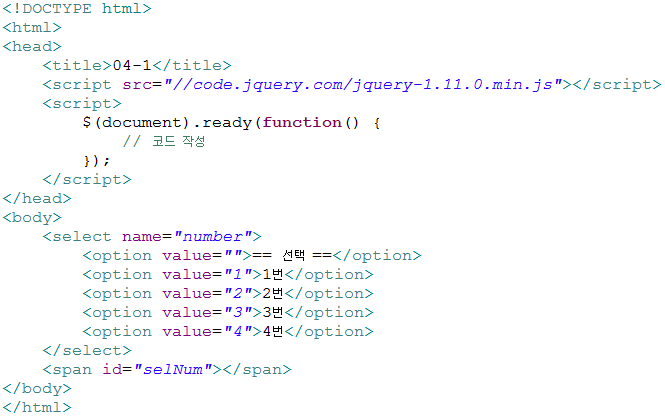 <!DOCTYPE html>
<html>
<head>
    <title>04-1</title>
    <script src="//code.jquery.com/jquery-1.11.0.min.js"></script>
    <script>
        $(document).ready(function() {
            // 코드 작성
        });
    </script>
</head>
<body>
    <select name="number">
        <option value="">== 선택 ==</option>
        <option value="1">1번</option>
        <option value="2">2번</option>
        <option value="3">3번</option>
        <option value="4">4번</option>
    </select>
    <span id="selNum"></span>
</body>
</html>